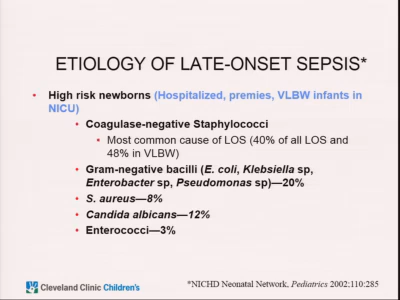 ETIOLOGY OF LATE-ONSET SEPSIS*
• High risk newborns (Hospitalized, premies, VLBW infants in
NICU)
• Coagulase-negative Staphylococci
• Most common cause of LOS (40% of all LOS and
48% in VLBW)
• Gram-negative bacilli (E. coli, Klebsiella sp,
Enterobacter sp, Pseudomonas sp)—20%
• S. aureus—8%
• Candida albicans—12%
• Enterococci—3%
Cleveland Clinic Children's
*NICHD Neonatal Network, Pediatrics 2002;110:285